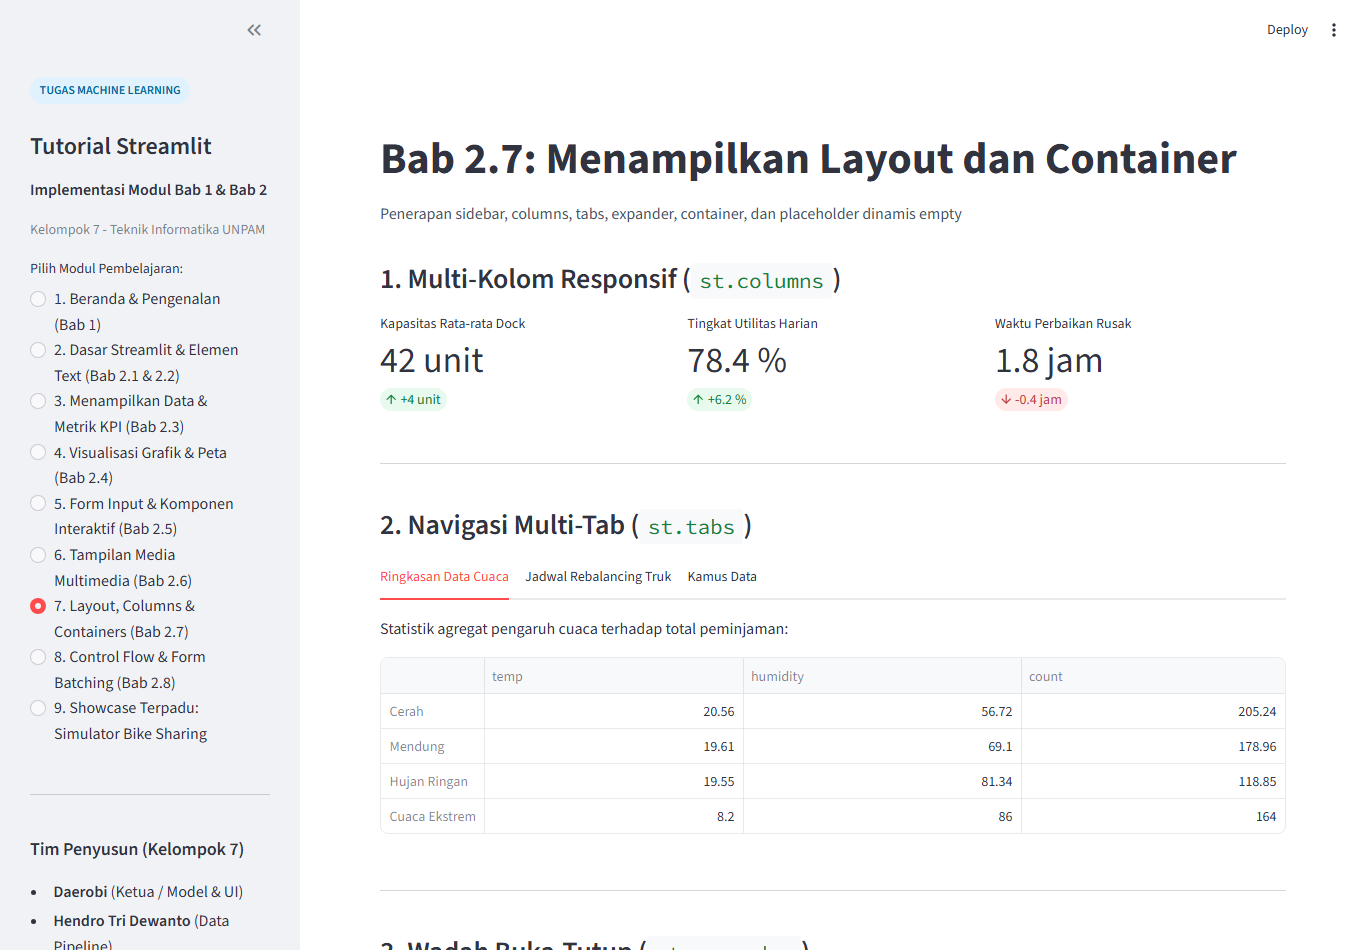 Deploy
TUGAS MACHINE LEARNING
Tutorial Streamlit
Implementasi Modul Bab 1 & Bab 2
Kelompok 7 - Teknik Informatika UNPAM
Pilih Modul Pembelajaran:
1. Beranda & Pengenalan
(Bab 1)
2. Dasar Streamlit & Elemen
Text (Bab 2.1 & 2.2)
3. Menampilkan Data &
Metrik KPI (Bab 2.3)
4. Visualisasi Grafik & Peta
(Bab 2.4)
5. Form Input & Komponen
Interaktif (Bab 2.5)
6. Tampilan Media
Multimedia (Bab 2.6)
7. Layout, Columns &
Containers (Bab 2.7)
8. Control Flow & Form
Batching (Bab 2.8)
9. Showcase Terpadu:
Simulator Bike Sharing
Tim Penyusun (Kelompok 7)
• Daerobi (Ketua / Model & UI)
• Hendro Tri Dewanto (Data
Pipeline)
Bab 2.7: Menampilkan Layout dan Container
Penerapan sidebar, columns, tabs, expander, container, dan placeholder dinamis empty
1. Multi-Kolom Responsif ( st.columns )
Kapasitas Rata-rata Dock Tingkat Utilitas Harian Waktu Perbaikan Rusak
42 unit 78.4 % 1.8 jam
↑ +4 unit ↑ +6.2 % ↓ -0.4 jam
2. Navigasi Multi-Tab ( st.tabs )
Ringkasan Data Cuaca Jadwal Rebalancing Truk Kamus Data
Statistik agregat pengaruh cuaca terhadap total peminjaman:
temp humidity count
Cerah 20.56 56.72 205.24
Mendung 19.61 69.1 178.96
Hujan Ringan 19.55 81.34 118.85
Cuaca Ekstrem 8.2 86 164
3. Wadah Buka-Tutup (